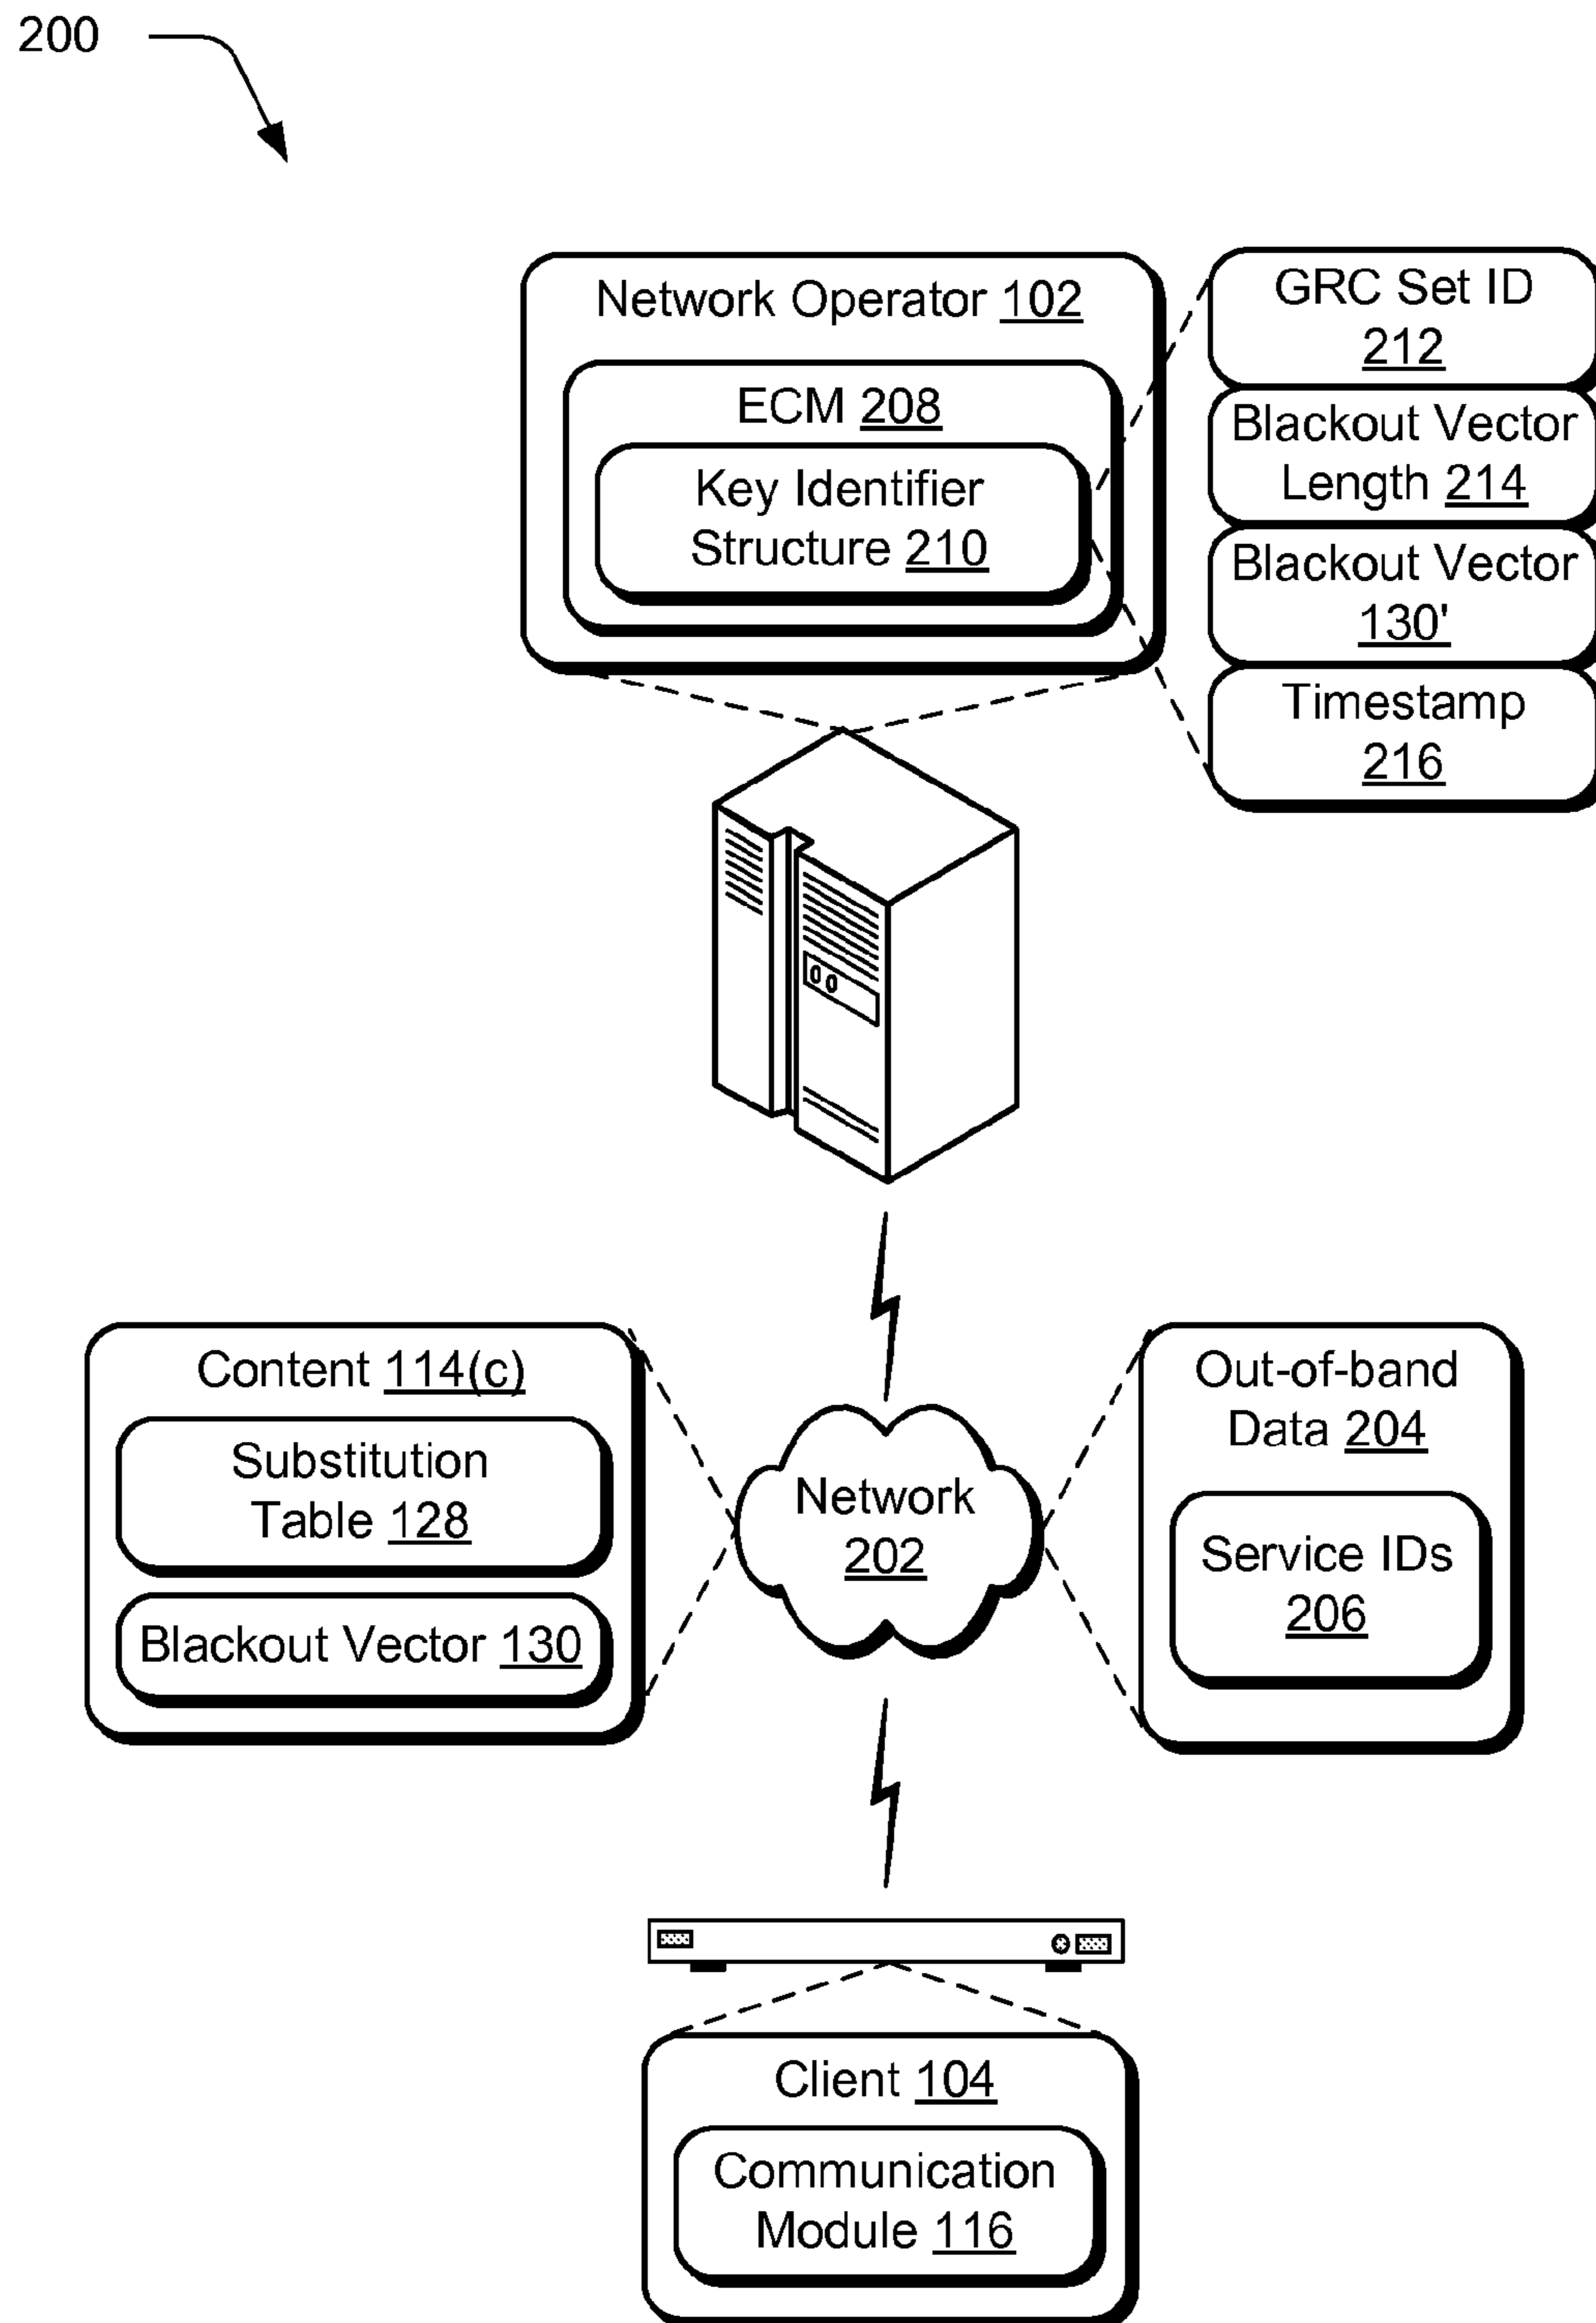 200
Network Operator 102
ECM 208
Key Identifier
Structure 210
GRC Set ID
212
Blackout Vector
Length 214
Blackout Vector
130'
Timestamp
216
Content 114(c)
Substitution
Table 128
Blackout Vector 130
Network
202
Out-of-band
Data 204
Service IDs
206
Client 104
Communication
Module 116